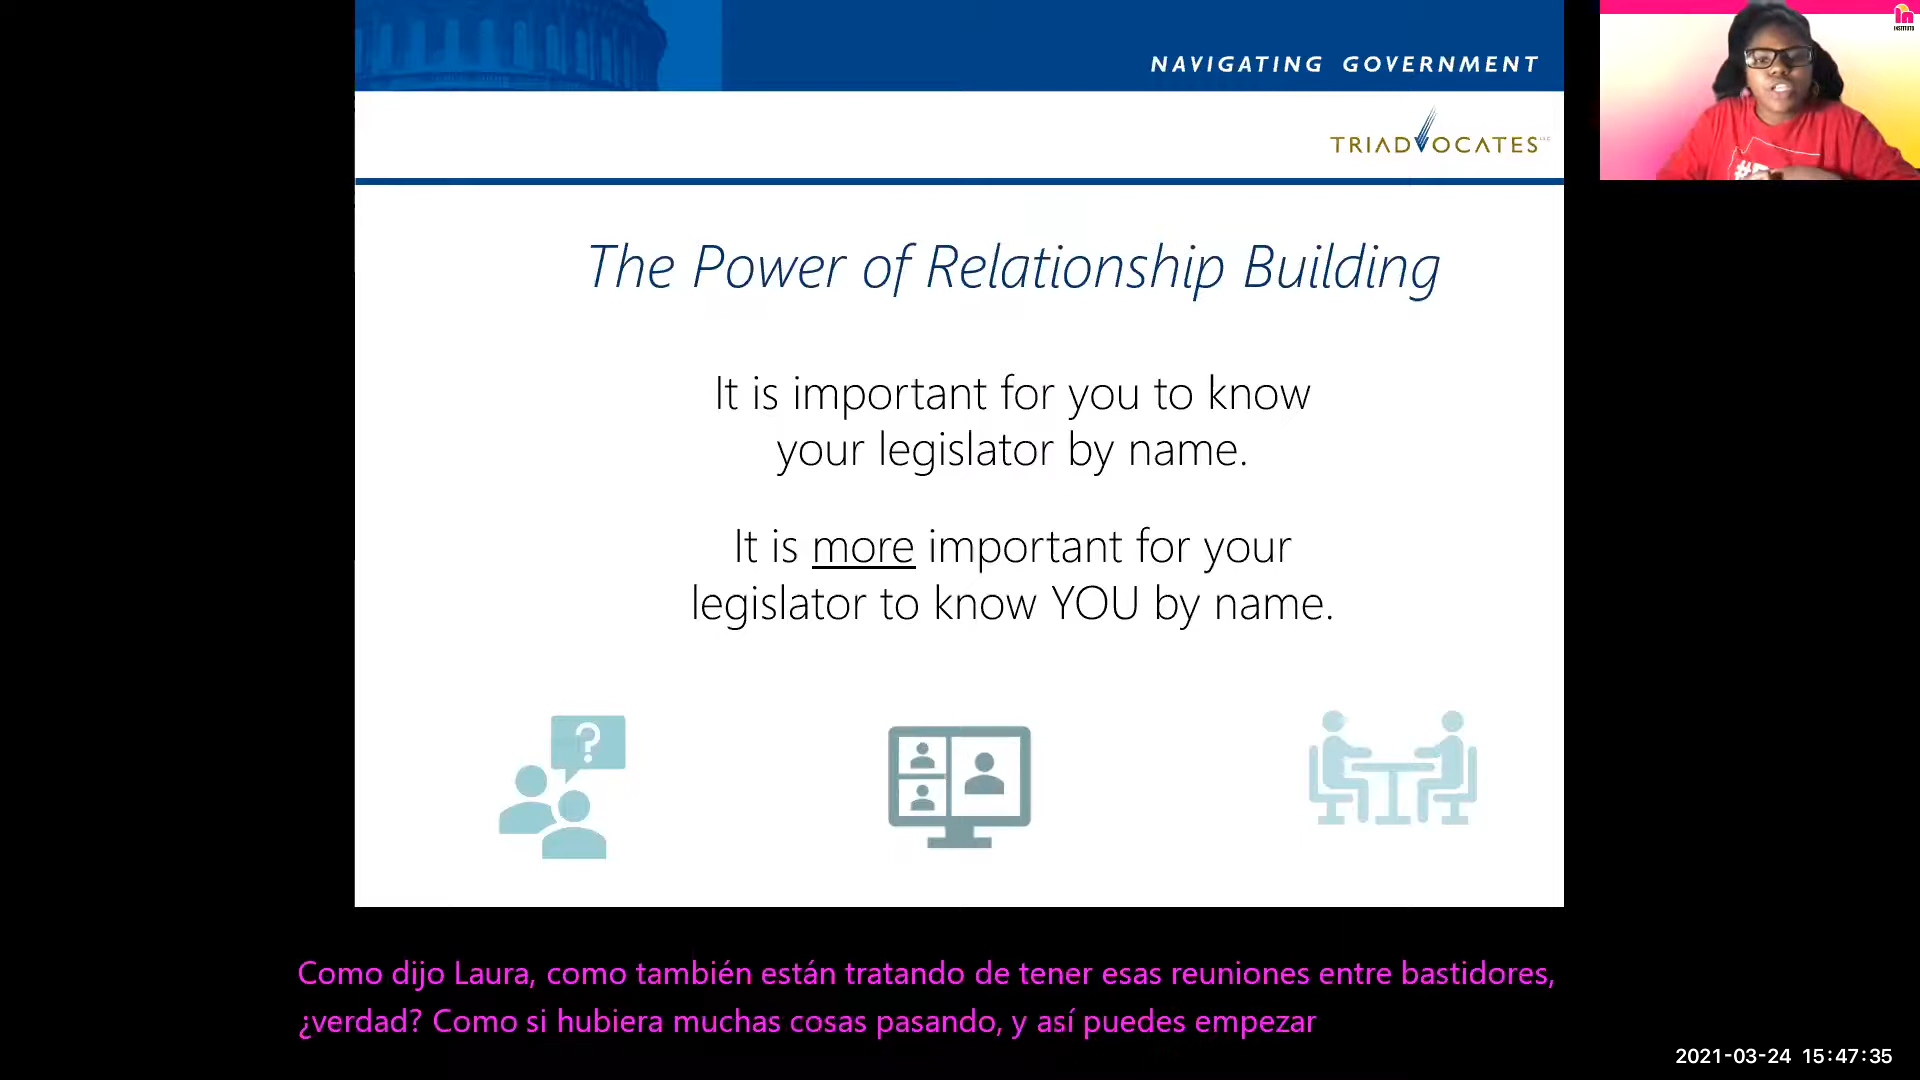 NAVIGATING GOVERNMENT
TRIADVOCATES
The Power of Relationship Building
It is important for you to know
your legislator by name.
It is more important for your
legislator to know YOU by name.
?
Como dijo Laura, como también están tratando de tener esas reuniones entre bastidores,
¿verdad? Como si hubiera muchas cosas pasando, y así puedes empezar
2021-03-24 15:47:35